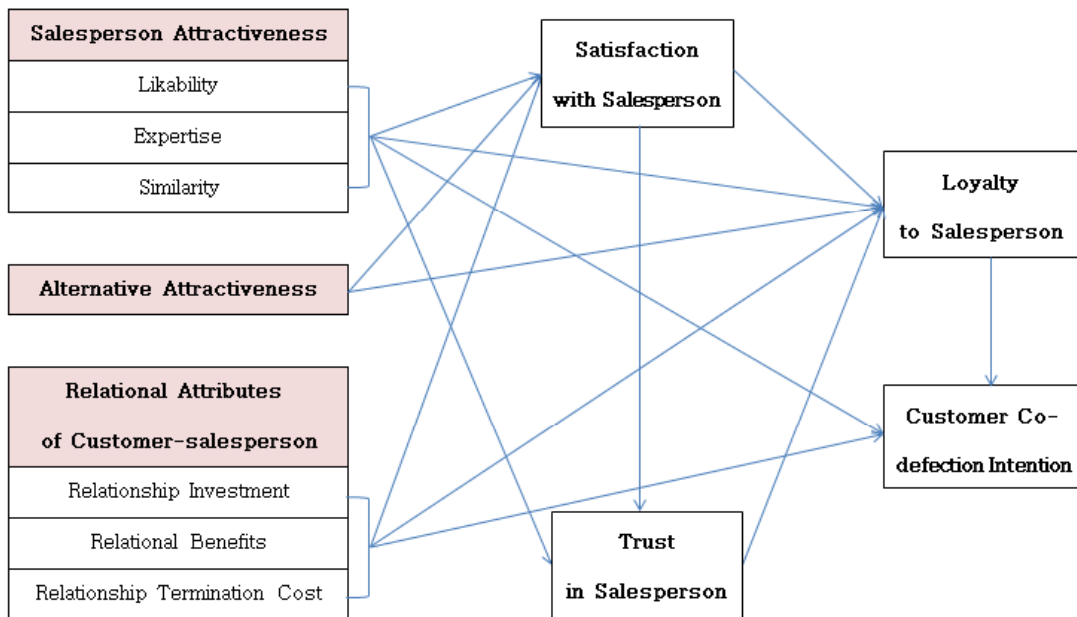 Salesperson Attractiveness
Likability
Expertise
Similarity
Alternative Attractiveness
Relational Attributes
of Customer-salesperson
Relationship Investment
Relational Benefits
Relationship Termination Cost
Satisfaction
with Salesperson
Trust
in Salesperson
Loyalty
to Salesperson
Customer Co-
defection Intention